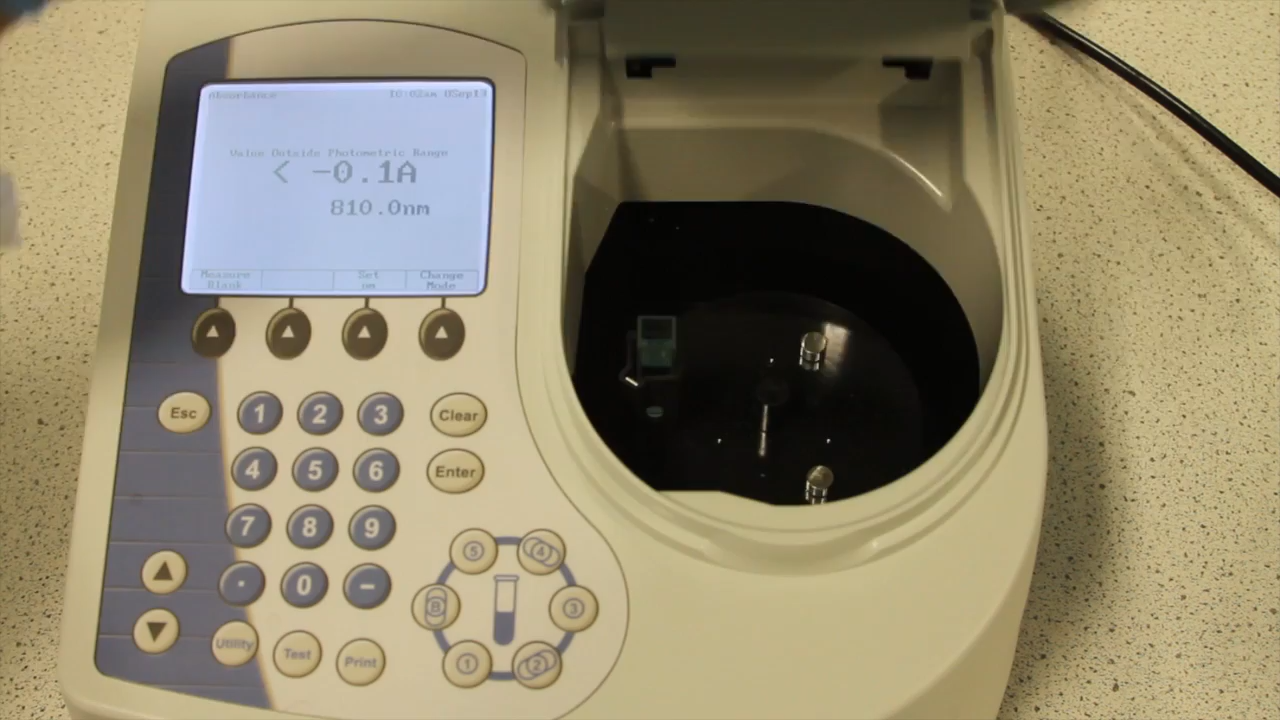 Absorbance 10:02am 0Sep13
Value Outside Photometric Range
< -0.1A
810.0nm
Measure Blank
Set nm
Change Mode
Esc 1 2 3 Clear
4 5 6 Enter
7 8 9
. 0 -
Utility Test Print
5 4
B 3
1 2